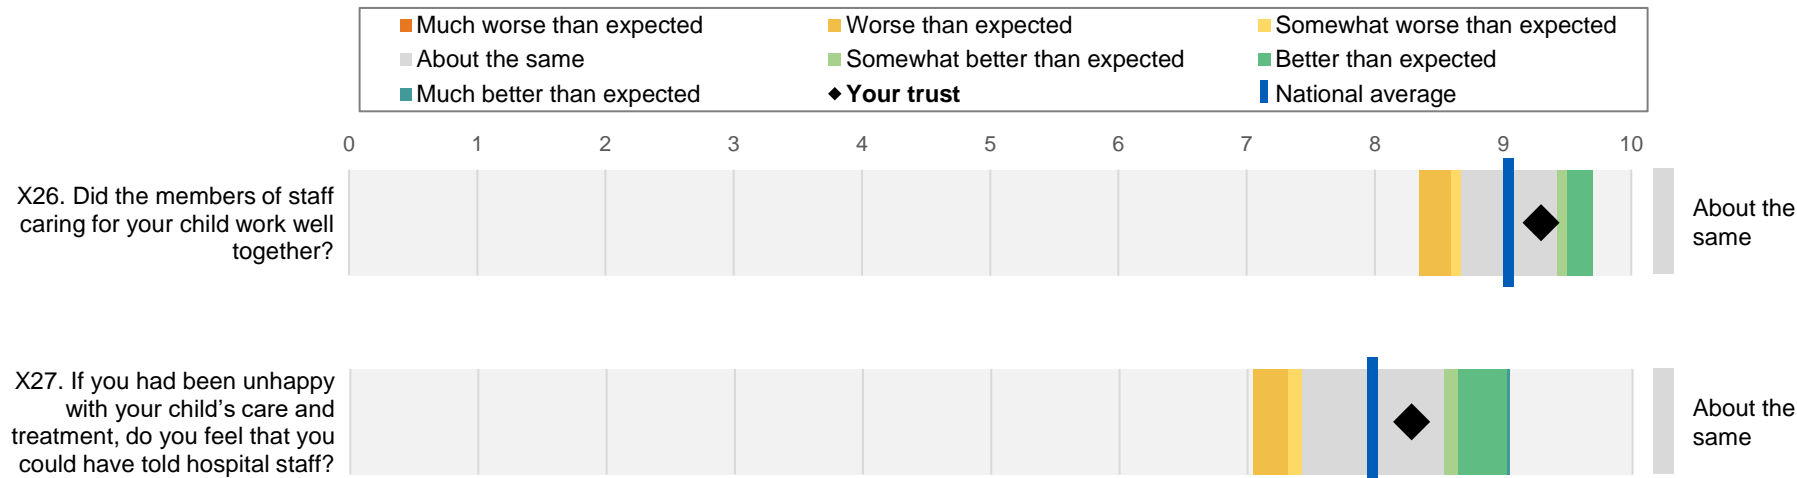 Much worse than expected
Worse than expected
Somewhat worse than expected
About the same
Somewhat better than expected
Better than expected
Much better than expected
Your trust
National average
0 1 2 3 4 5 6 7 8 9 10
X26. Did the members of staff
caring for your child work well
together?
About the
same
X27. If you had been unhappy
with your child’s care and
treatment, do you feel that you
could have told hospital staff?
About the
same